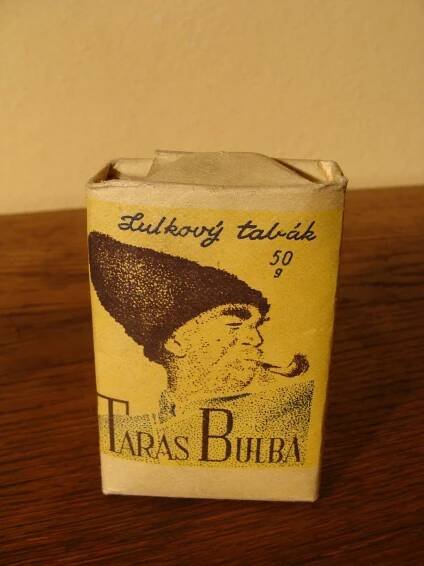 Lulkový tabák
50
g
TARAS BULBA